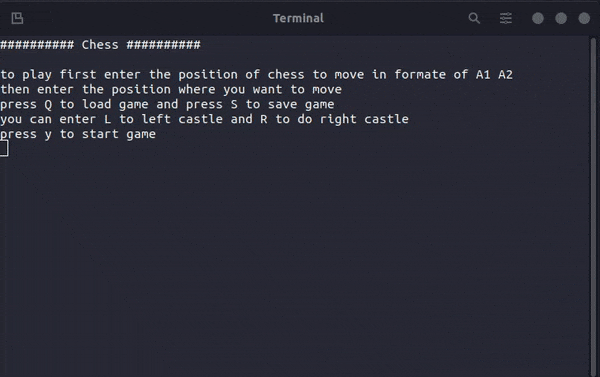 Terminal
########## Chess ##########
to play first enter the position of chess to move in formate of A1 A2
then enter the position where you want to move
press Q to load game and press S to save game
you can enter L to left castle and R to do right castle
press y to start game